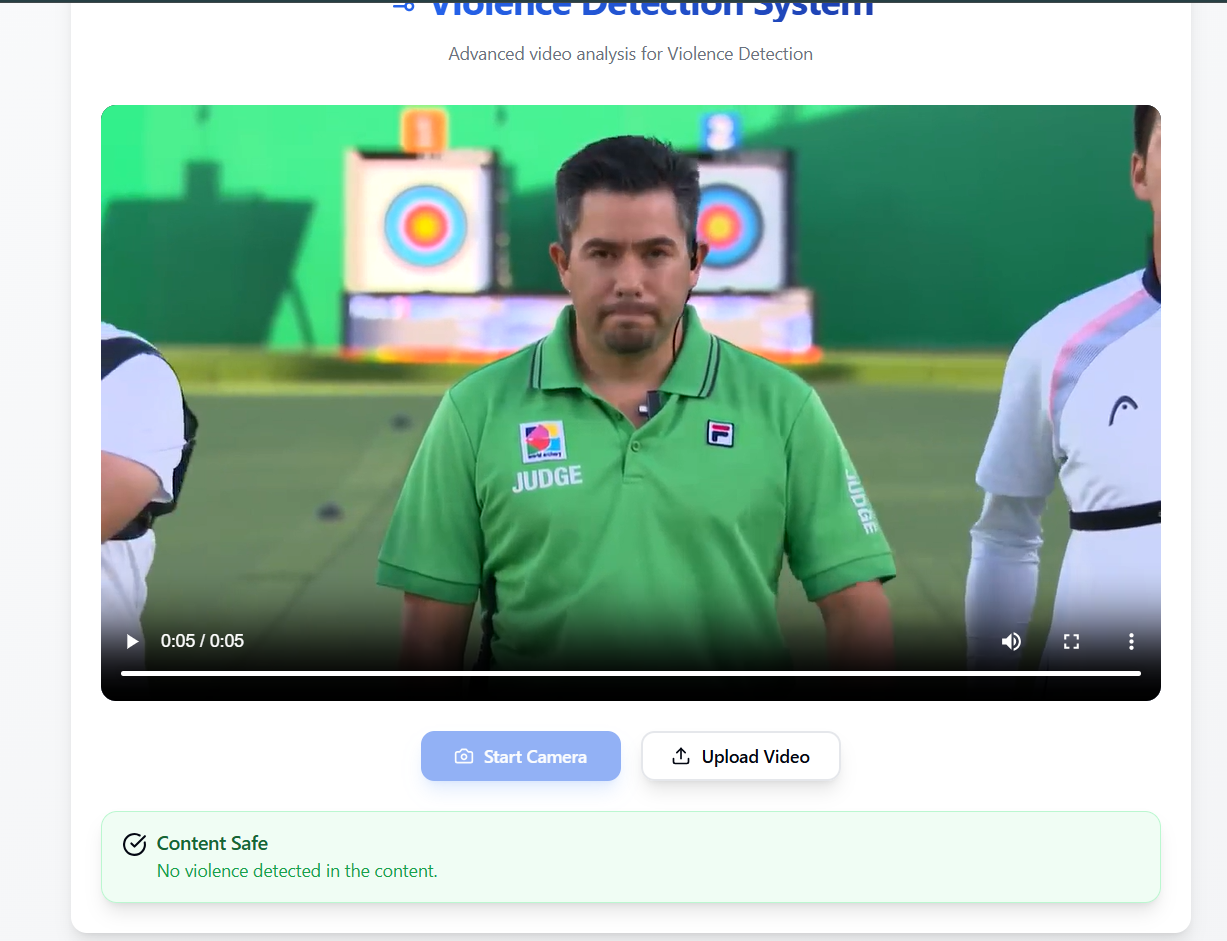 Violence Detection System
Advanced video analysis for Violence Detection
1
2
world archery
JUDGE
F
JUDGE
0:05 / 0:05
Start Camera
Upload Video
Content Safe
No violence detected in the content.